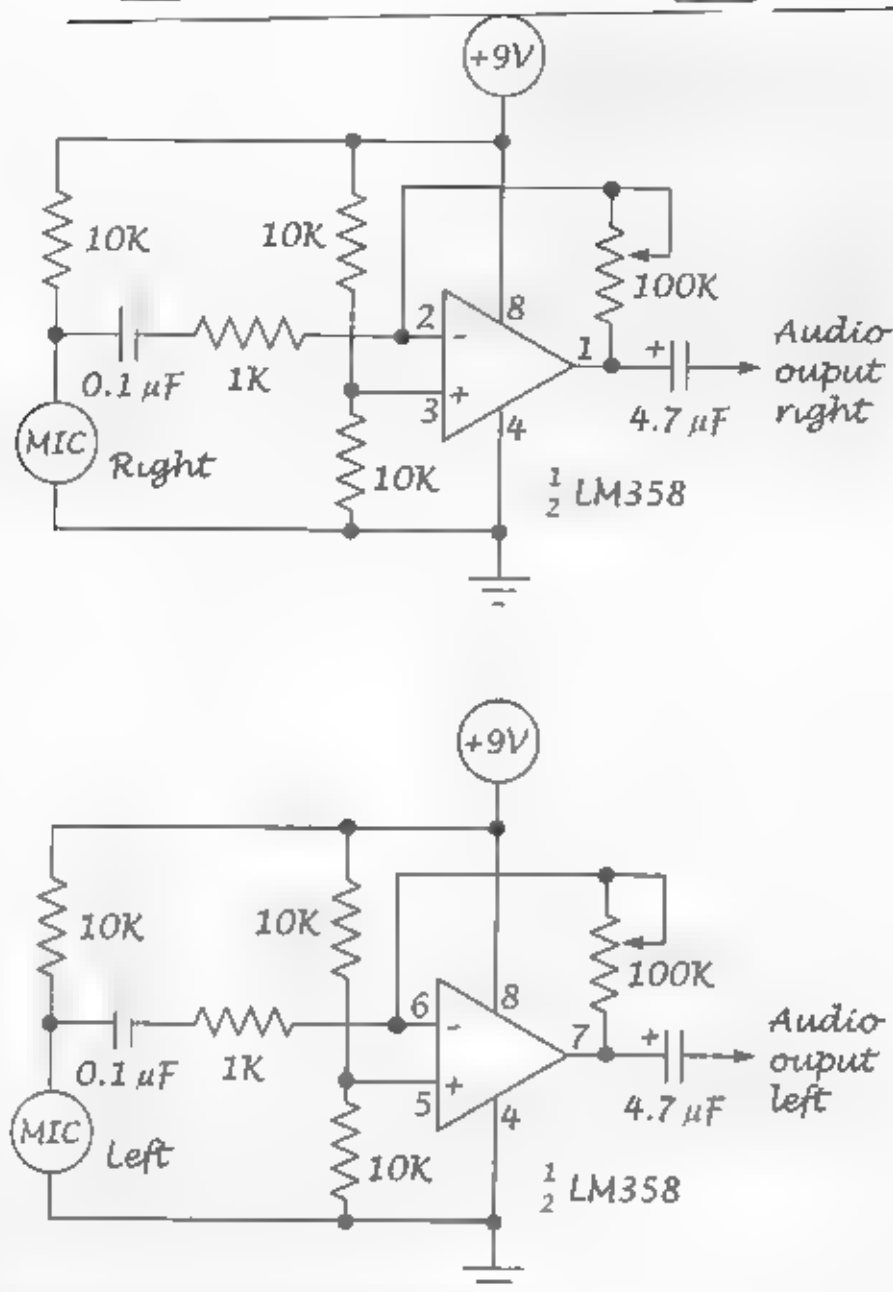 +9V
10K
10K
100K
2
8
-
1
+
Audio
ouput
right
0.1 µF
1K
3
+
4
4.7 µF
MIC
Right
10K
1/2 LM358
+9V
10K
10K
100K
6
8
-
7
+
Audio
ouput
left
0.1 µF
1K
5
+
4
4.7 µF
MIC
Left
10K
1/2 LM358